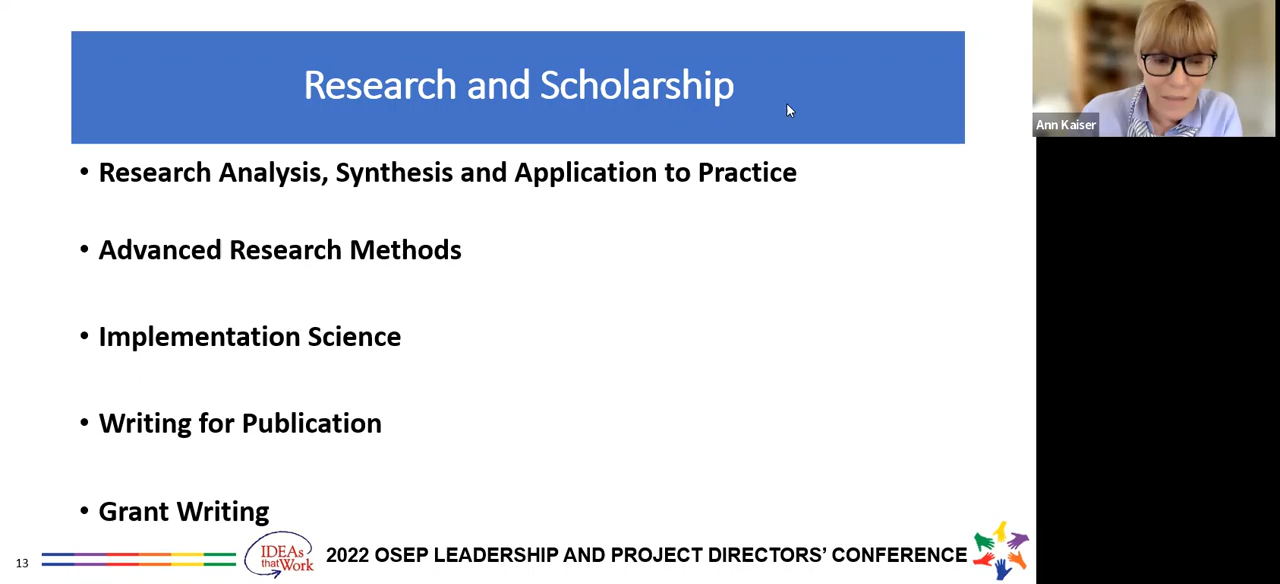 Research and Scholarship
Ann Kaiser
• Research Analysis, Synthesis and Application to Practice
• Advanced Research Methods
• Implementation Science
• Writing for Publication
• Grant Writing
13
IDEAs
that Work
2022 OSEP LEADERSHIP AND PROJECT DIRECTORS’ CONFERENCE